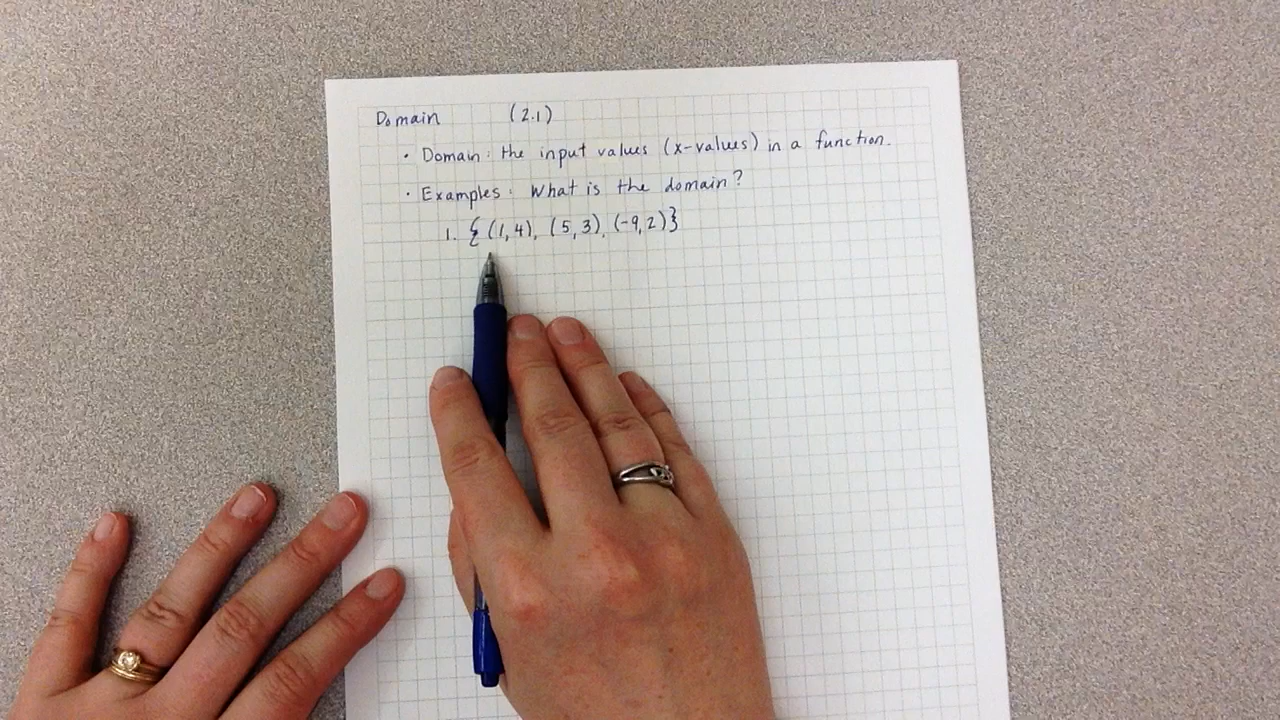 Domain (2.1)
• Domain: the input values (x-values) in a function.
• Examples: What is the domain?
1. {(1,4), (5,3), (-9,2)}